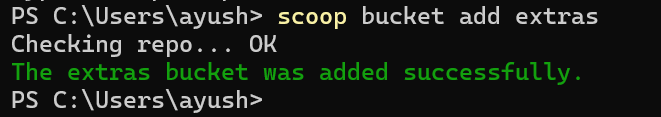 PS C:\Users\ayush> scoop bucket add extras
Checking repo... OK
The extras bucket was added successfully.
PS C:\Users\ayush>